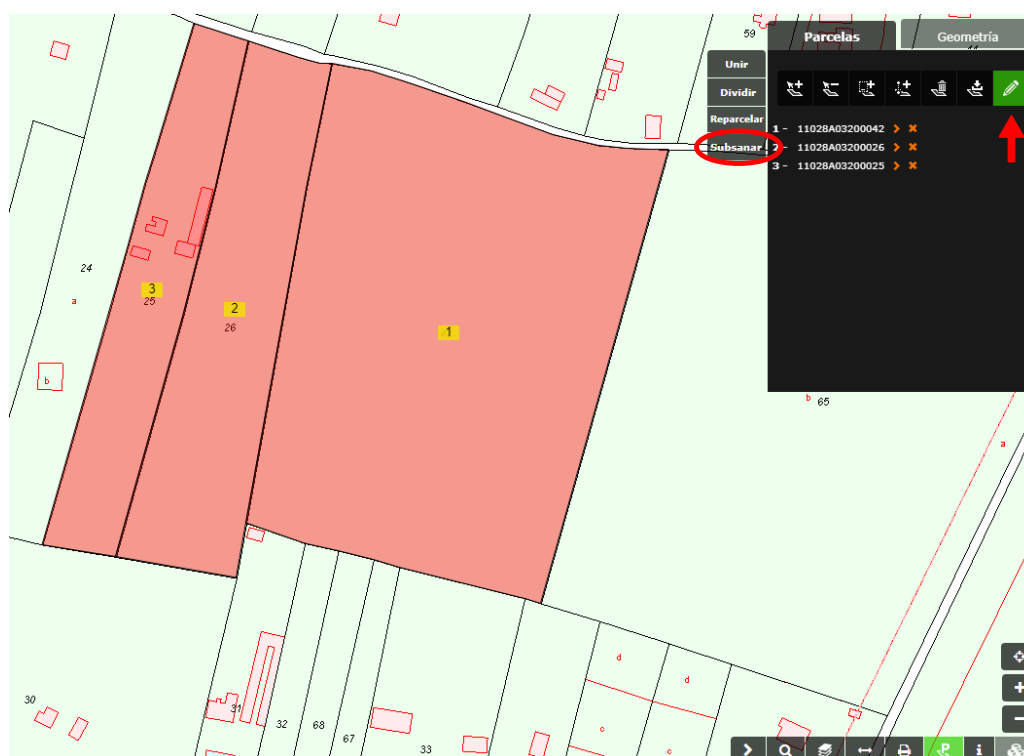 59
Parcelas
Geometría
44
Unir
Dividir
Reparcelar
Subsanar
1 - 11028A03200042
2 - 11028A03200026
3 - 11028A03200025
24
a
3
25
2
26
1
b
b
65
a
d
d
c
c
30
31
32
68
67
33
P
i